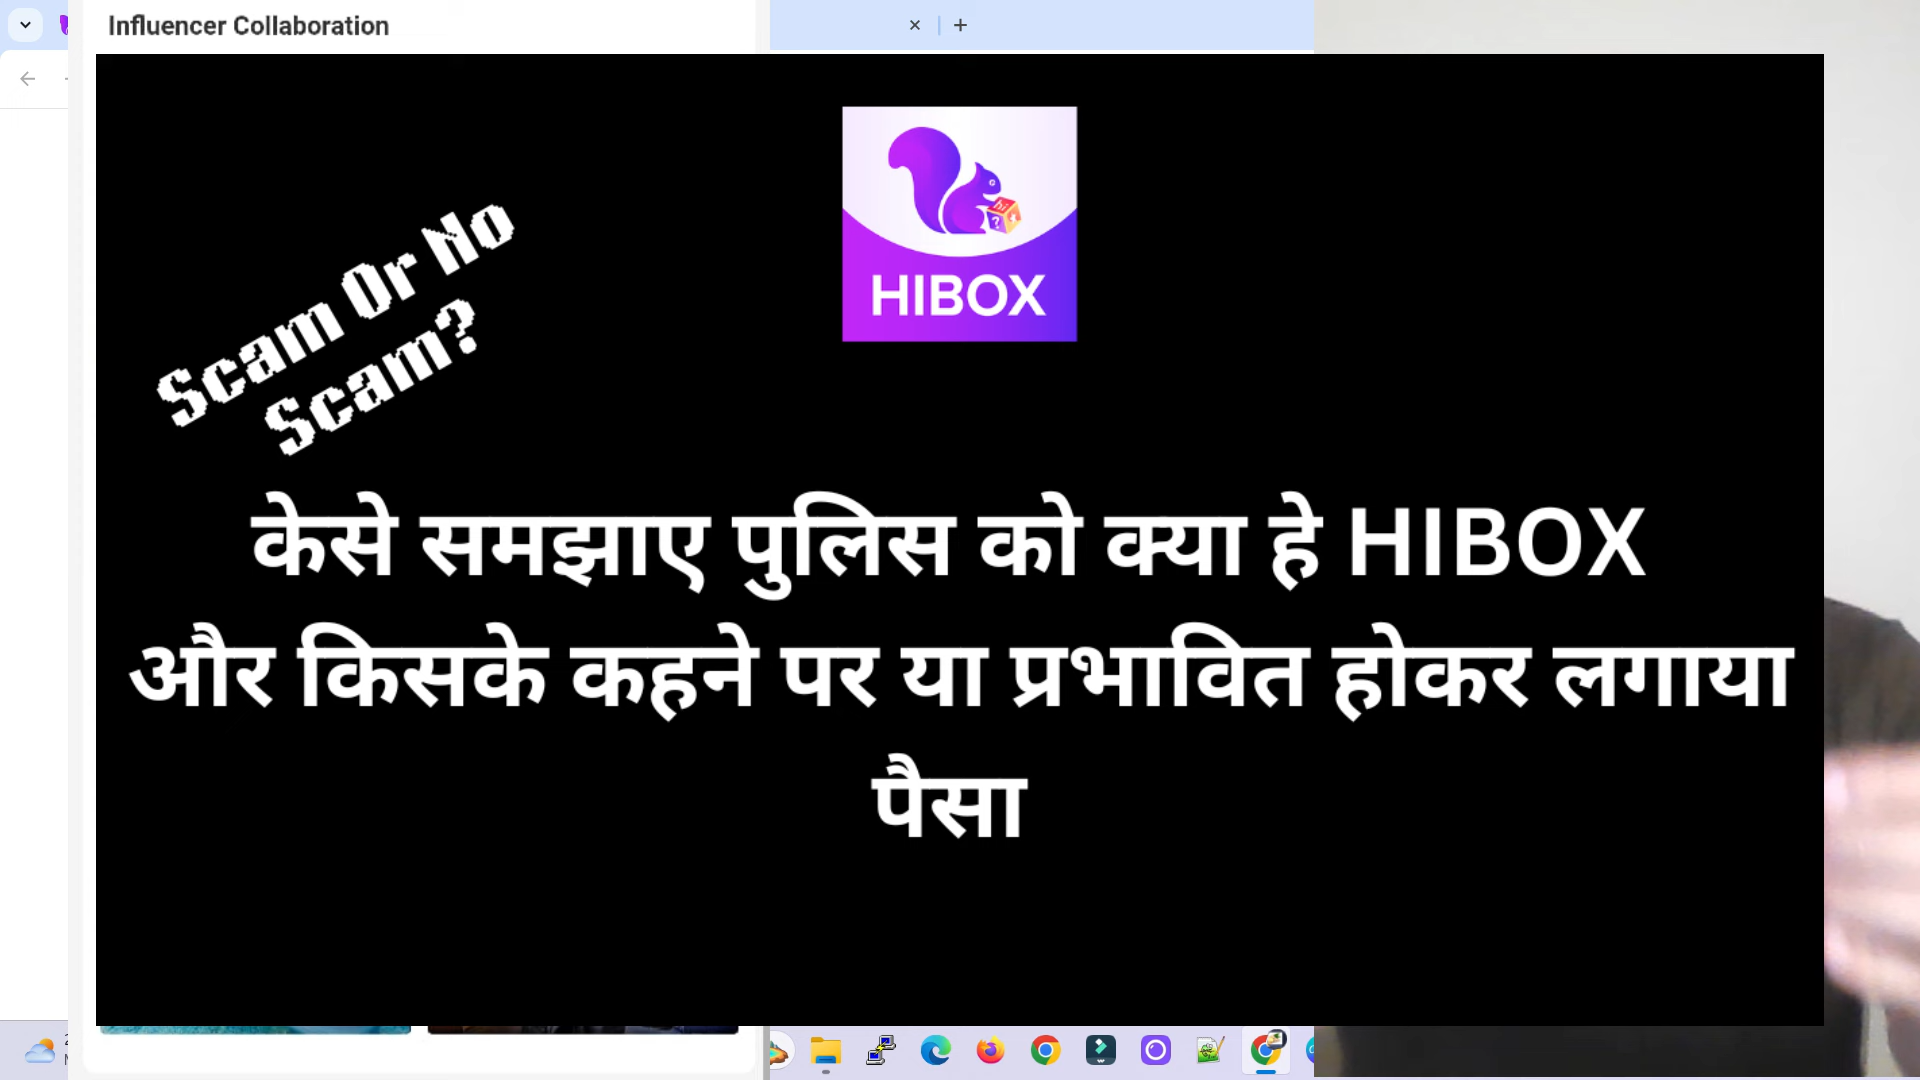 Influencer Collaboration
HIBOX
Scam Or No
Scam?
केसे समझाए पुलिस को क्या हे HIBOX
और किसके कहने पर या प्रभावित होकर लगाया
पैसा